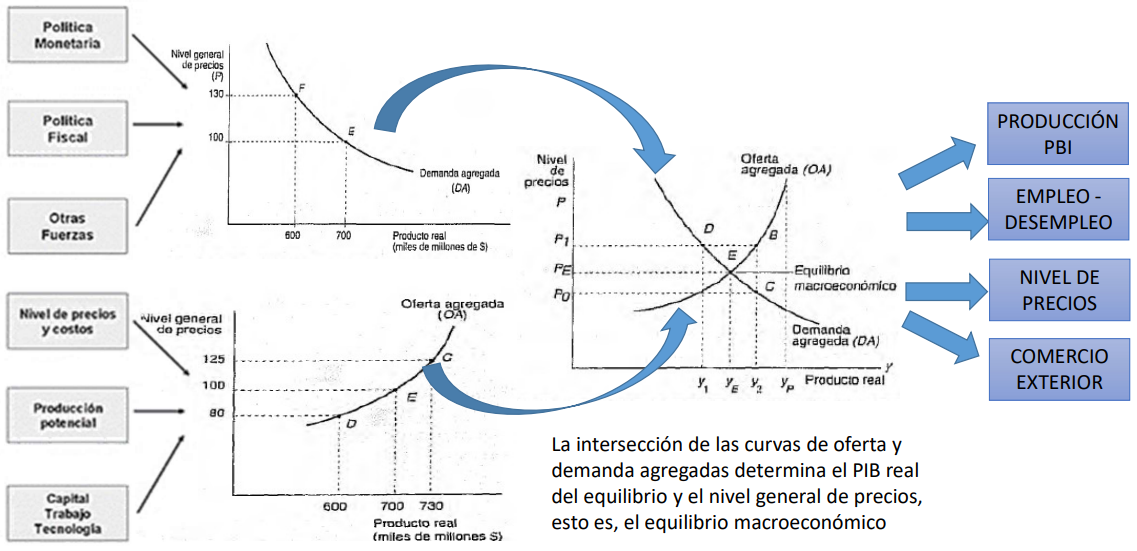 Política
Monetaria
Política
Fiscal
Otras
Fuerzas
Nivel general
de precios
(P)
130
100
F
E
Demanda agregada
(DA)
600
700
Producto real
(miles de millones de $)
Nivel de precios
y costos
Producción
potencial
Capital
Trabajo
Tecnología
Nivel general
de precios
125
100
80
Oferta agregada
(OA)
C
E
D
600
700
730
Producto real
(miles de millones $)
Nivel
de
precios
P
P1
PE
P0
Oferta
agregada (OA)
D
B
E
C
Equilibrio
macroeconómico
Demanda
agregada (DA)
y1
yE
y2
yP
Producto real
y
PRODUCCIÓN
PBI
EMPLEO -
DESEMPLEO
NIVEL DE
PRECIOS
COMERCIO
EXTERIOR
La intersección de las curvas de oferta y
demanda agregadas determina el PIB real
del equilibrio y el nivel general de precios,
esto es, el equilibrio macroeconómico